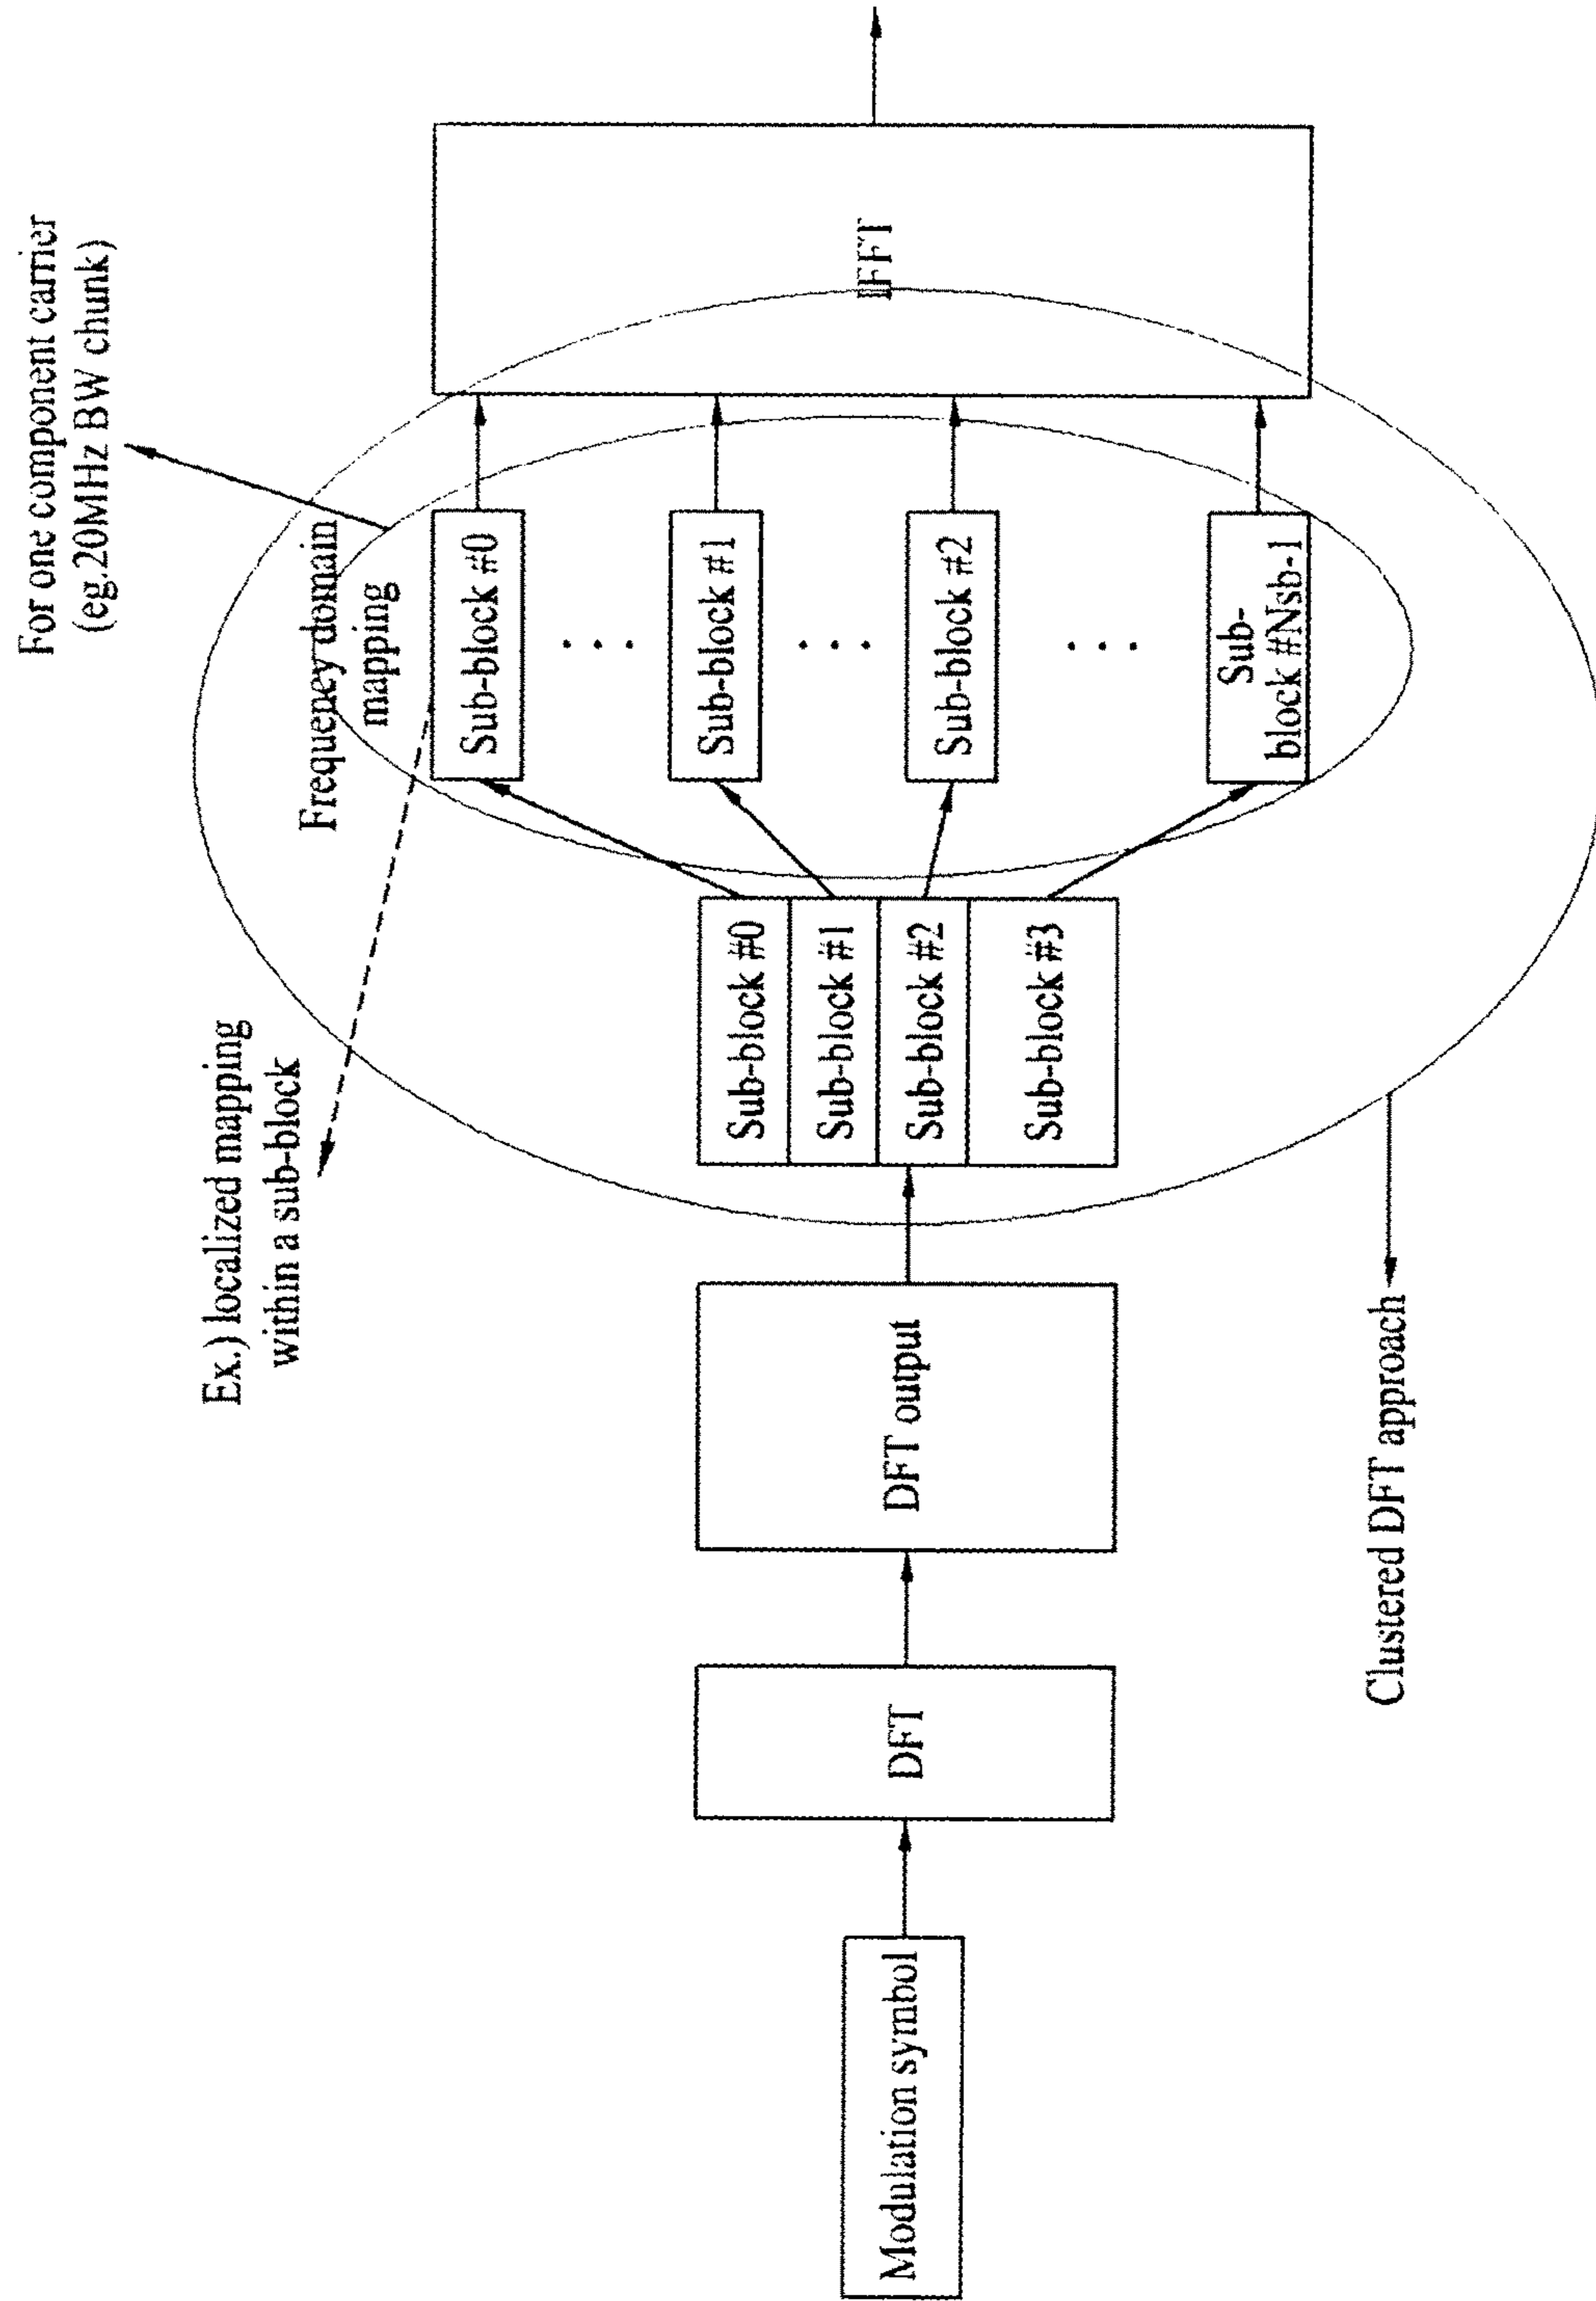 For one component carrier
(eg.20MHz BW chunk)
Ex.) localized mapping
within a sub-block
Frequency domain
mapping
Modulation symbol
DFT
DFT output
Sub-block #0
Sub-block #1
Sub-block #2
Sub-block #3
Sub-block #0
Sub-block #1
Sub-block #2
Sub-
block #Nsb-1
IFFT
Clustered DFT approach